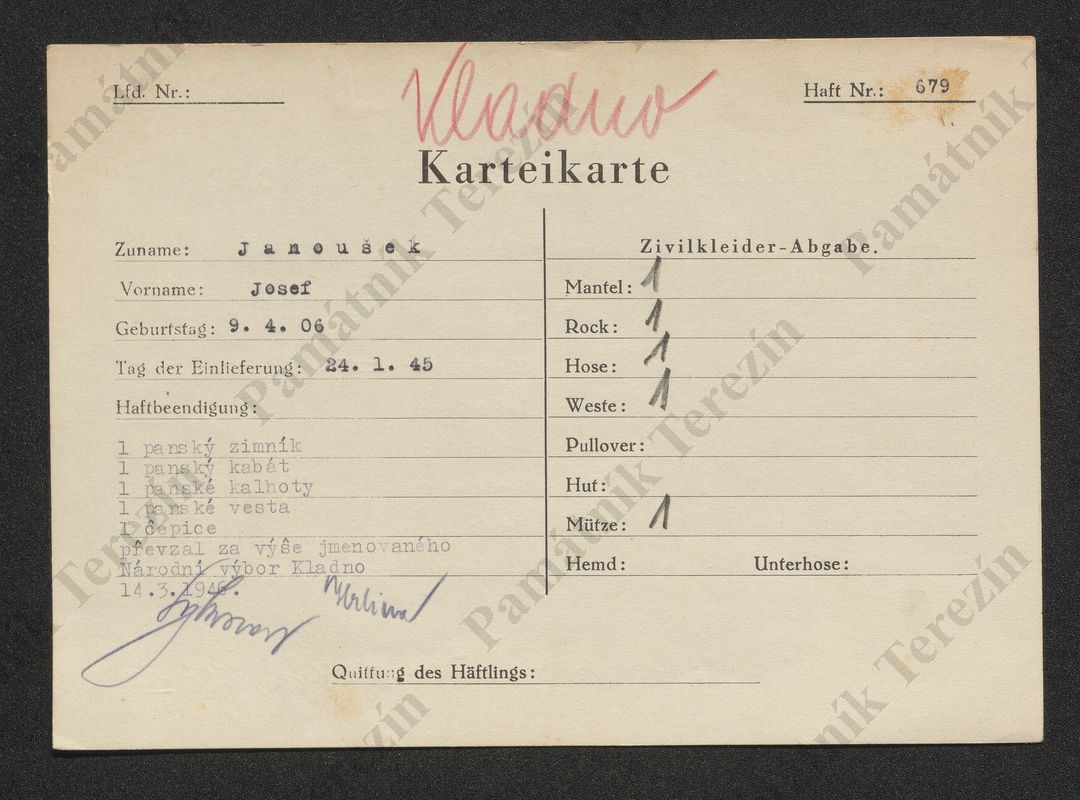 Kladno
Lfd. Nr.:
Haft Nr.: 679
Karteikarte
Zuname: Janoušek
Vorname: Josef
Geburtstag: 9. 4. 06
Tag der Einlieferung: 24. 1. 45
Haftbeendigung:
1 panský zimník
1 panský kabát
1 panské kalhoty
1 panské vesta
1 čepice
převzal za výše jmenovaného
Národní výbor Kladno
14.3.1946.
Zivilkleider-Abgabe.
Mantel: 1
Rock: 1
Hose: 1
Weste: 1
Pullover:
Hut:
Mütze: 1
Hemd: Unterhose:
Quittung des Häftlings:
Památník Terezín